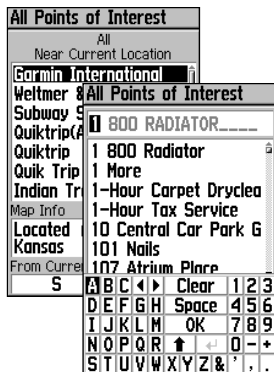 All Points of Interest
All
Near Current Location
Garmin International
Weltmer &
Subway
Quiktrip(
Quiktrip
Quik Trip
Indian
Map Info
Located
Kansas
From
S
All Points of Interest
1 800 RADIATOR____
1 800 Radiator
1 More
1-Hour Carpet Dryclea
1-Hour Tax Service
10 Central Car Park G
101 Nails
107 Atrium Place
A B C Clear 1 2 3
D E F G H Space 4 5 6
I J K L M OK 7 8 9
N O P Q R 0 - +
S T U V W X Y Z & ' , .